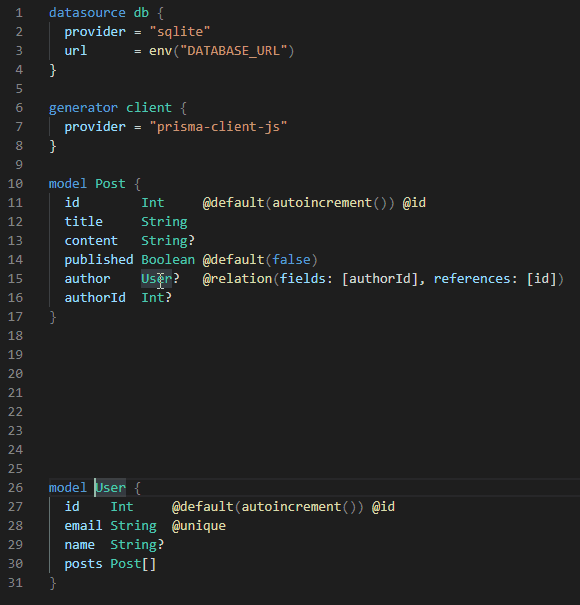 1 datasource db {
2   provider = "sqlite"
3   url      = env("DATABASE_URL")
4 }
5
6 generator client {
7   provider = "prisma-client-js"
8 }
9
10 model Post {
11   id        Int     @default(autoincrement()) @id
12   title     String
13   content   String?
14   published Boolean @default(false)
15   author    User?   @relation(fields: [authorId], references: [id])
16   authorId  Int?
17 }
18
19
20
21
22
23
24
25
26 model User {
27   id    Int     @default(autoincrement()) @id
28   email String  @unique
29   name  String?
30   posts Post[]
31 }